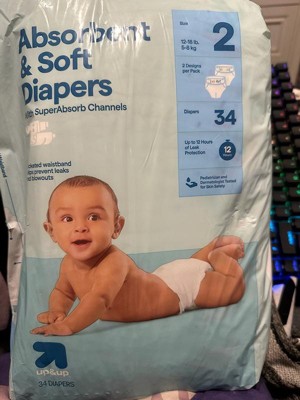 Absorbent
& Soft
Diapers
with SuperAbsorb Channels
waistband
helps prevent leaks
and blowouts
Size
2
12-18 lb.
5-8 kg
2 Designs
per Pack
Diapers
34
Up to 12 Hours
of Leak
Protection
12
Pediatrician and
Dermatologist Tested
for Skin Safety
up&up
34 DIAPERS